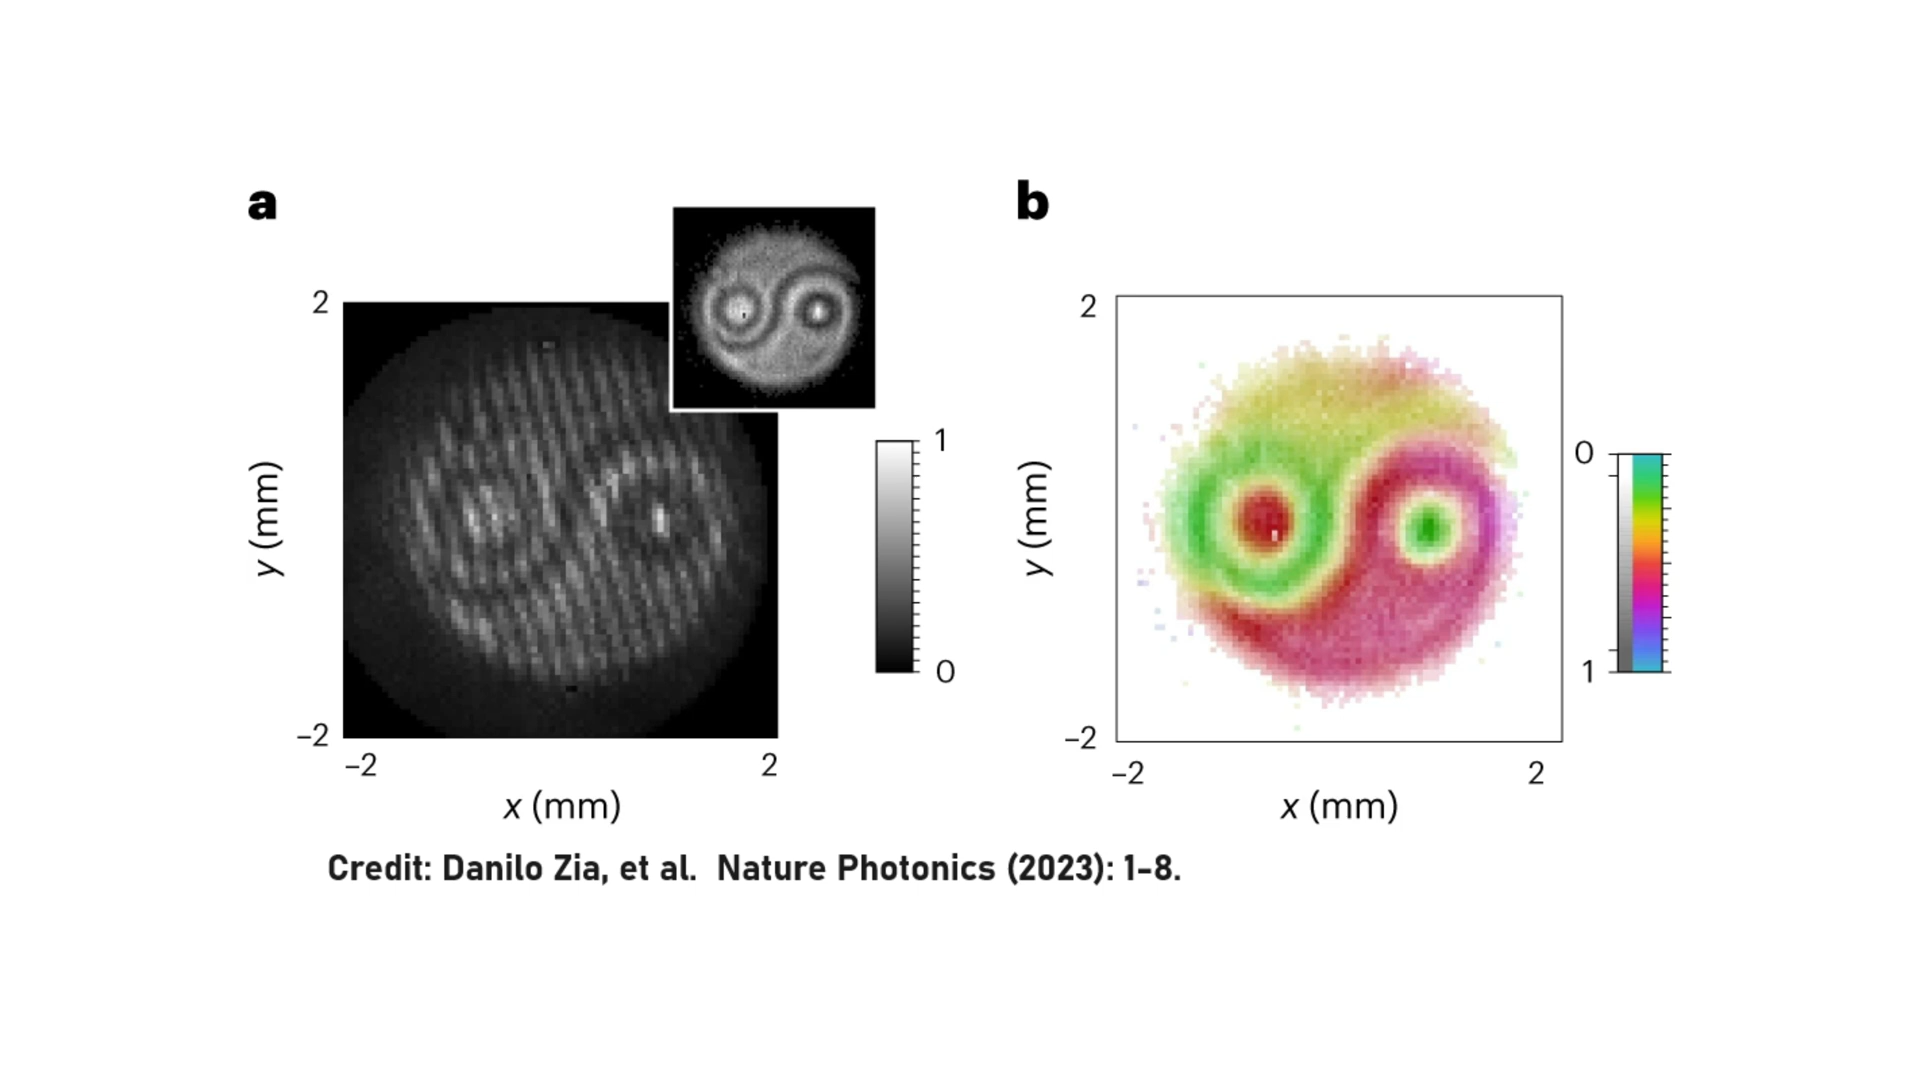 a
2
y (mm)
–2
–2
2
x (mm)
1
0
b
2
y (mm)
–2
–2
2
x (mm)
0
1
Credit: Danilo Zia, et al. Nature Photonics (2023): 1-8.